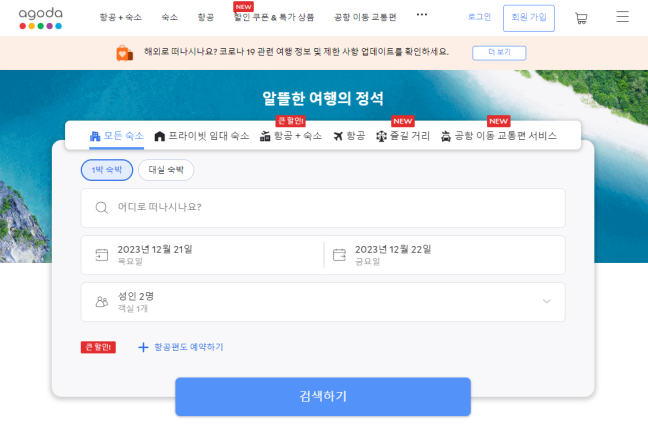 agoda
항공 + 숙소
숙소
항공
NEW
할인 쿠폰 & 특가 상품
공항 이동 교통편
로그인
회원 가입
해외로 떠나시나요? 코로나 19 관련 여행 정보 및 제한 사항 업데이트를 확인하세요.
더 보기
알뜰한 여행의 정석
모든 숙소
프라이빗 임대 숙소
큰 할인!
항공 + 숙소
항공
NEW
즐길 거리
NEW
공항 이동 교통편 서비스
1박 숙박
대실 숙박
어디로 떠나시나요?
2023년 12월 21일
목요일
2023년 12월 22일
금요일
성인 2명
객실 1개
큰 할인!
항공편도 예약하기
검색하기